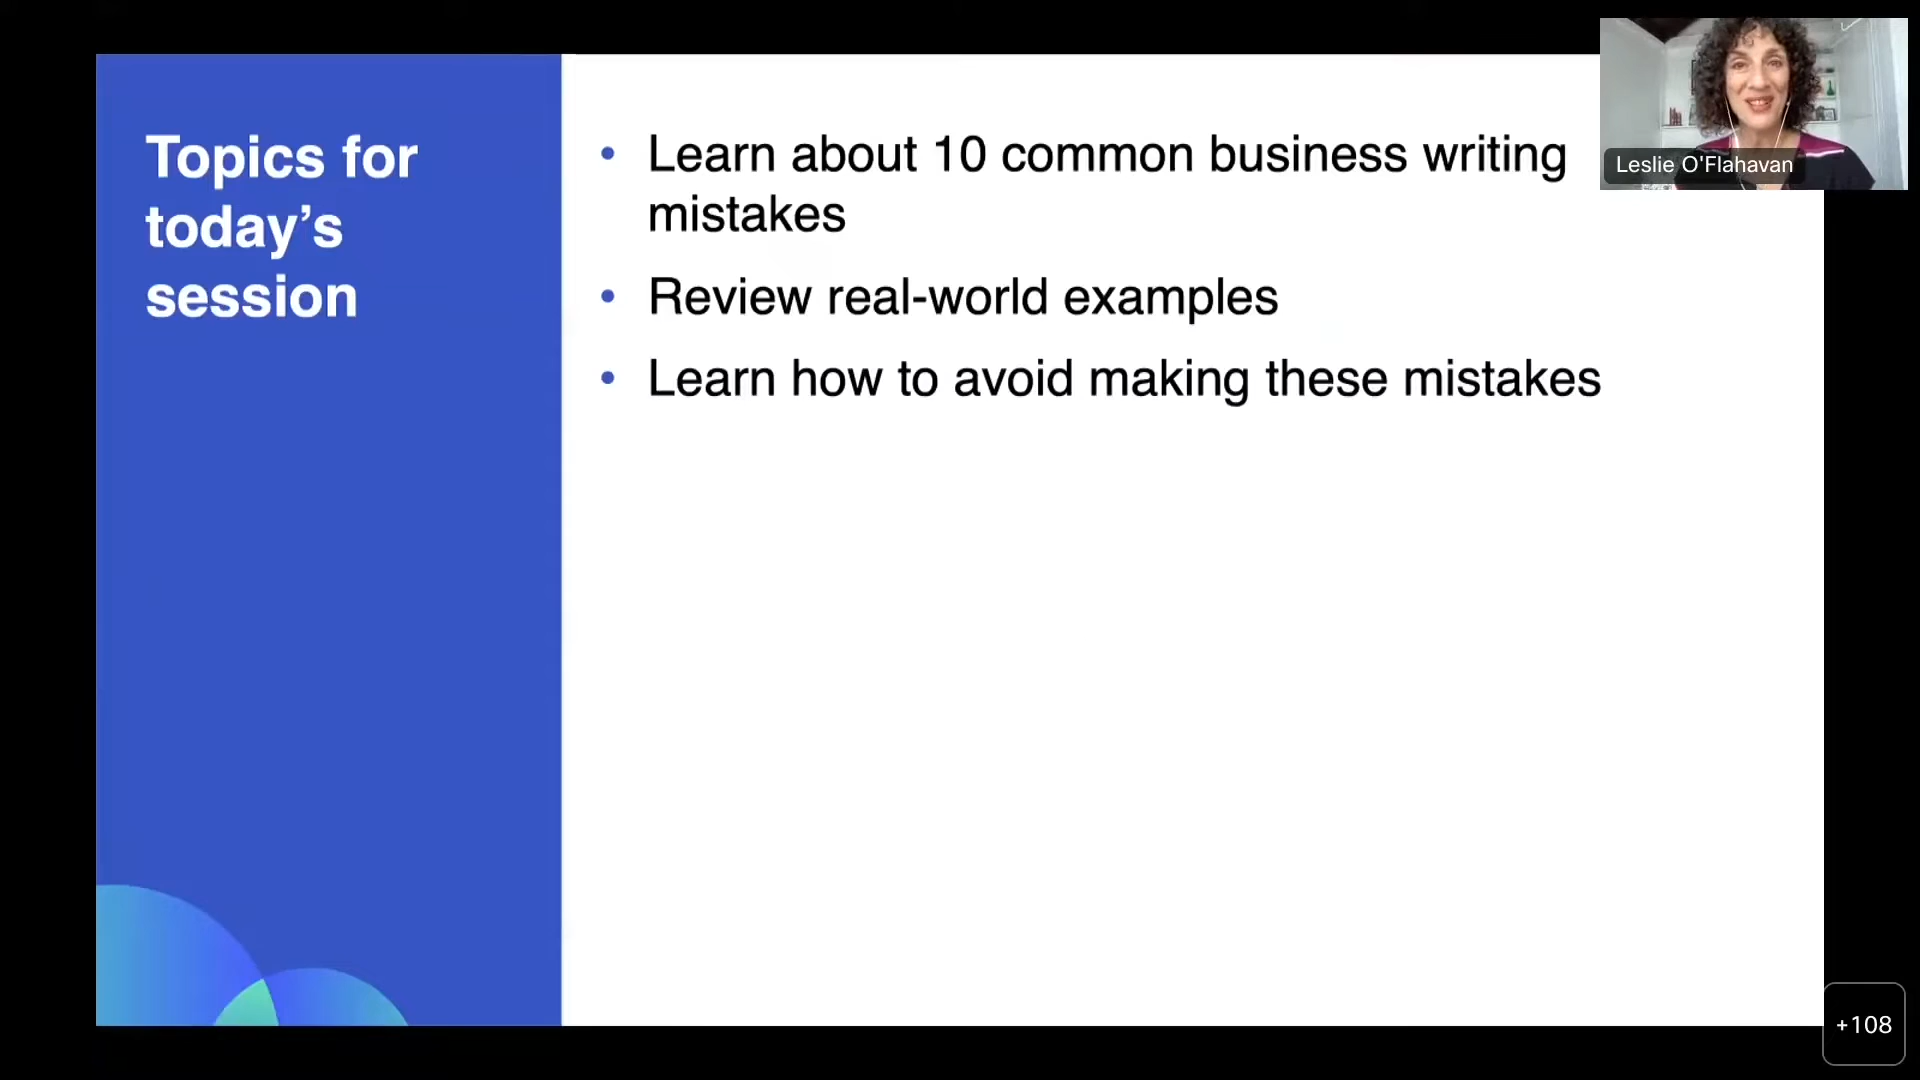 Topics for
today’s
session
• Learn about 10 common business writing
mistakes
• Review real-world examples
• Learn how to avoid making these mistakes
Leslie O'Flahavan
+108